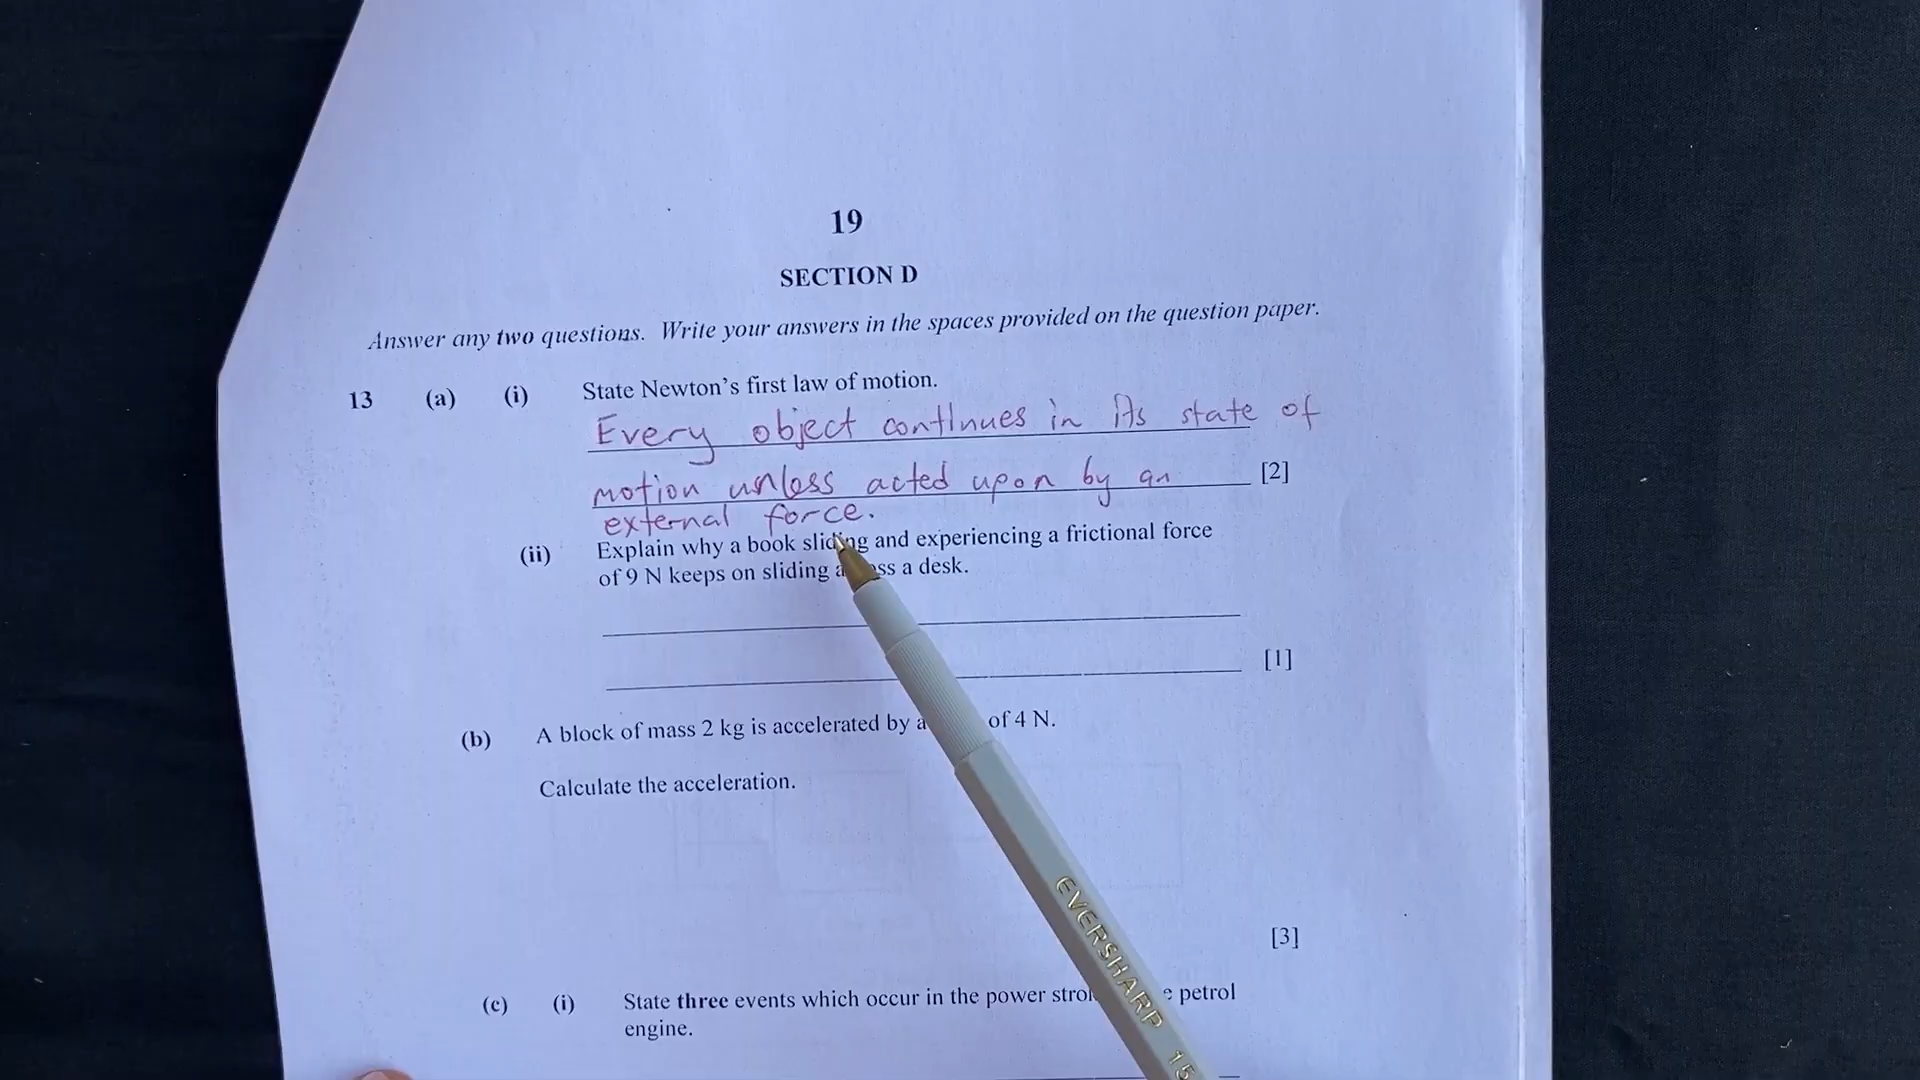 19
SECTION D
Answer any two questions. Write your answers in the spaces provided on the question paper.
13 (a) (i) State Newton's first law of motion.
Every object continues in its state of
motion unless acted upon by an [2]
external force.
(ii) Explain why a book sliding and experiencing a frictional force
of 9 N keeps on sliding a ss a desk.
[1]
(b) A block of mass 2 kg is accelerated by a of 4 N.
Calculate the acceleration.
[3]
(c) (i) State three events which occur in the power stro e petrol
engine.
EVERSHARP 15